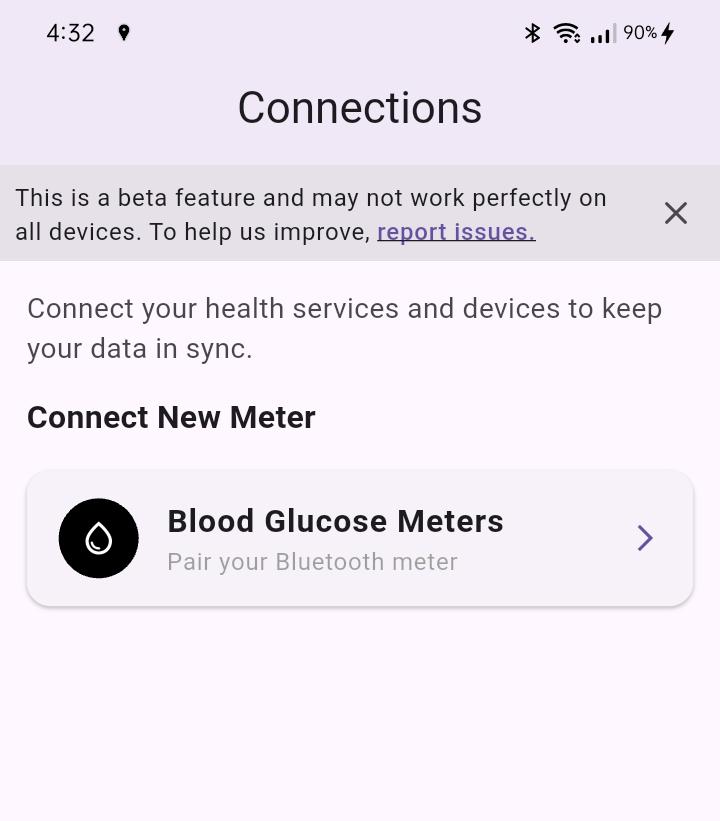 4:32
90%
Connections
This is a beta feature and may not work perfectly on
all devices. To help us improve, report issues.
Connect your health services and devices to keep
your data in sync.
Connect New Meter
Blood Glucose Meters
Pair your Bluetooth meter